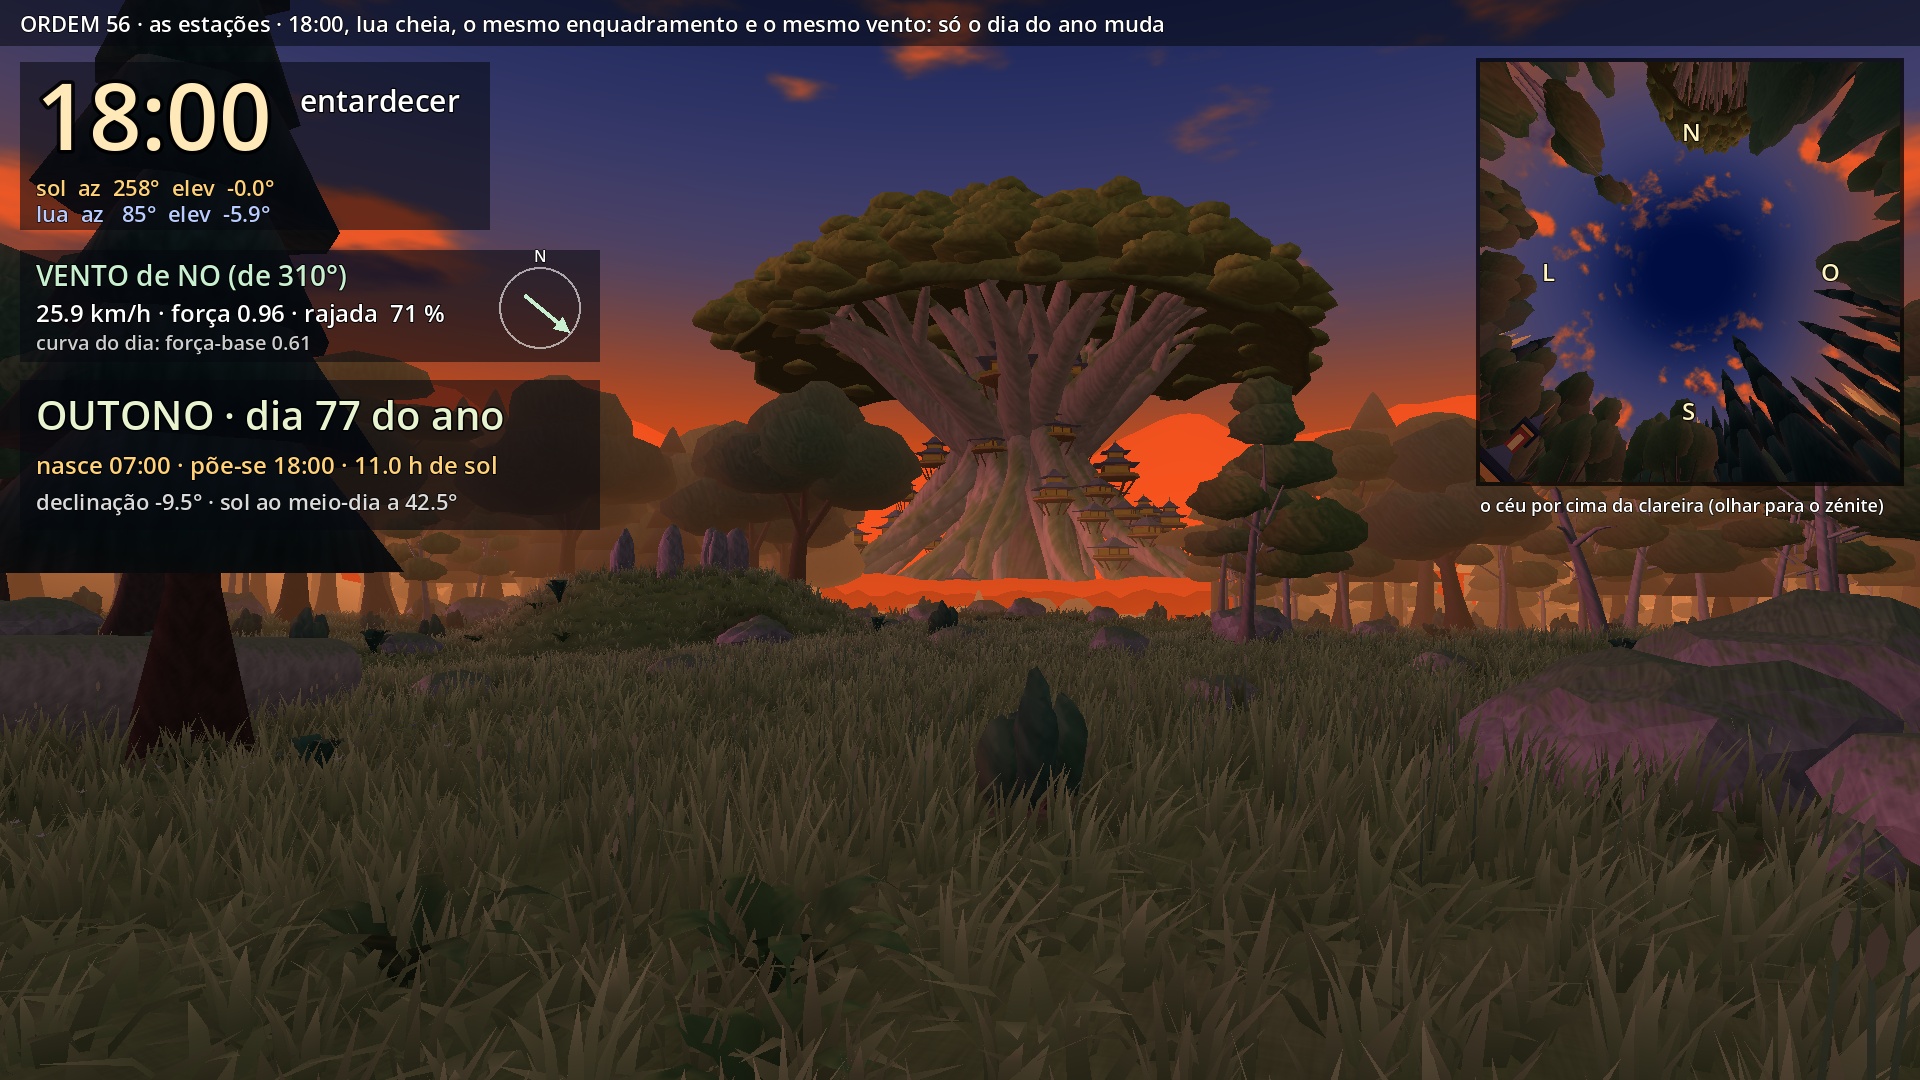 ORDEM 56 · as estações · 18:00, lua cheia, o mesmo enquadramento e o mesmo vento: só o dia do ano muda
18:00 entardecer
sol az 258° elev -0.0°
lua az 85° elev -5.9°
VENTO de NO (de 310°)
25.9 km/h · força 0.96 · rajada 71 %
curva do dia: força-base 0.61
N
OUTONO · dia 77 do ano
nasce 07:00 · põe-se 18:00 · 11.0 h de sol
declinação -9.5° · sol ao meio-dia a 42.5°
N
L
O
S
o céu por cima da clareira (olhar para o zénite)